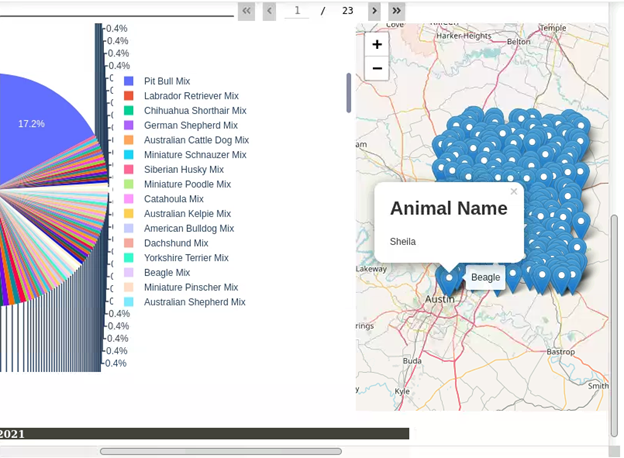 « ‹ 1 / 23 › »
0.4%
0.4%
0.4%
0.4%
17.2%
Pit Bull Mix
Labrador Retriever Mix
Chihuahua Shorthair Mix
German Shepherd Mix
Australian Cattle Dog Mix
Miniature Schnauzer Mix
Siberian Husky Mix
Miniature Poodle Mix
Catahoula Mix
Australian Kelpie Mix
American Bulldog Mix
Dachshund Mix
Yorkshire Terrier Mix
Beagle Mix
Miniature Pinscher Mix
Australian Shepherd Mix
0.4%
0.4%
0.4%
0.4%
0.4%
+
−
Harker-Heights
Temple
Belton
am
×
Animal Name
Sheila
Lakeway
Beagle
Austin
rings
Buda
Bastrop
Kyle
Smith
2021